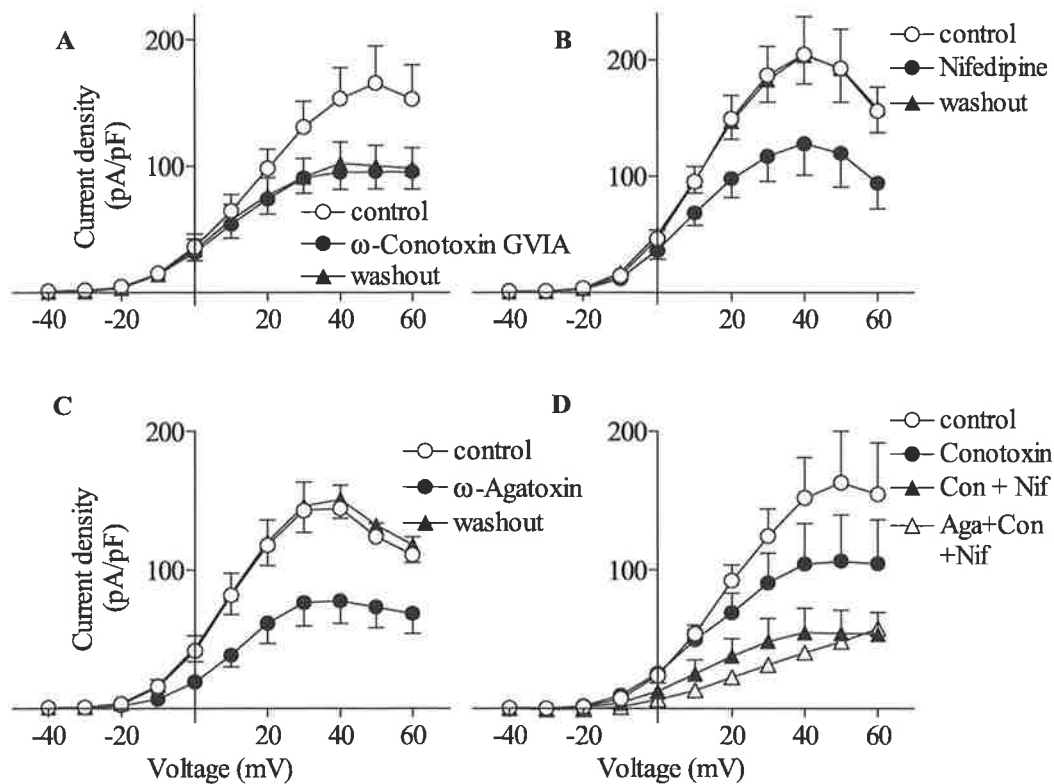 A
200
100
Current density
(pA/pF)
control
ω-Conotoxin GVIA
washout
-40 -20 20 40 60
B
200
100
control
Nifedipine
washout
-40 -20 20 40 60
C
200
100
Current density
(pA/pF)
control
ω-Agatoxin
washout
-40 -20 20 40 60
Voltage (mV)
D
200
100
control
Conotoxin
Con + Nif
Aga+Con
+Nif
-40 -20 20 40 60
Voltage (mV)